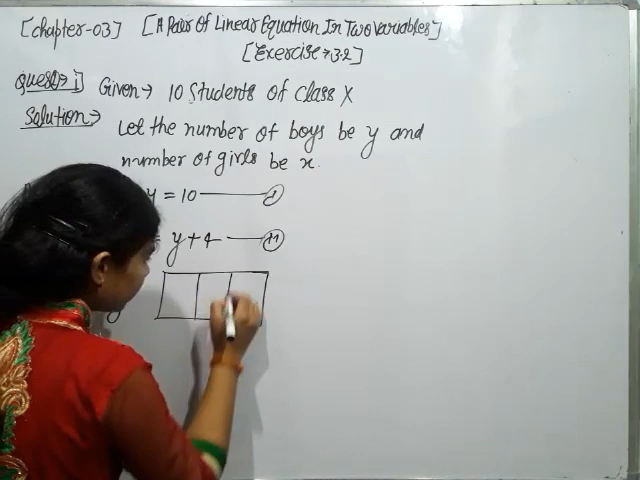 [Chapter-03] [A Pair Of Linear Equation In Two Variables]
[Exercise→3.2]
Ques→ i] Given→ 10 Students of Class X
Solution→ Let the number of boys be y and
number of girls be x.
y = 10 —— (i)
= y+4 —— (ii)
y